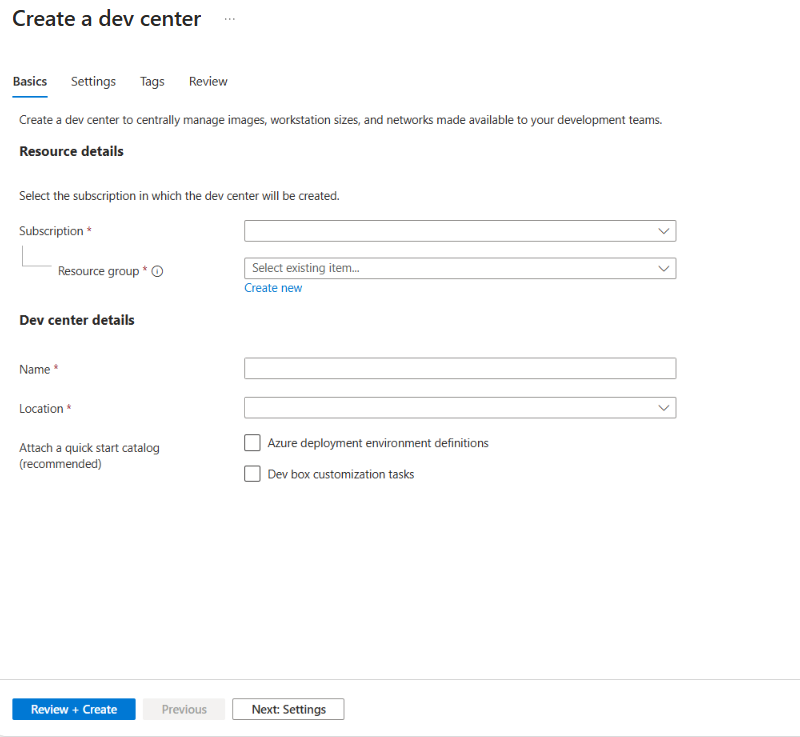 Create a dev center ...
Basics Settings Tags Review
Create a dev center to centrally manage images, workstation sizes, and networks made available to your development teams.
Resource details
Select the subscription in which the dev center will be created.
Subscription *
Resource group * Select existing item...
Create new
Dev center details
Name *
Location *
Attach a quick start catalog
(recommended)
Azure deployment environment definitions
Dev box customization tasks
Review + Create Previous Next: Settings